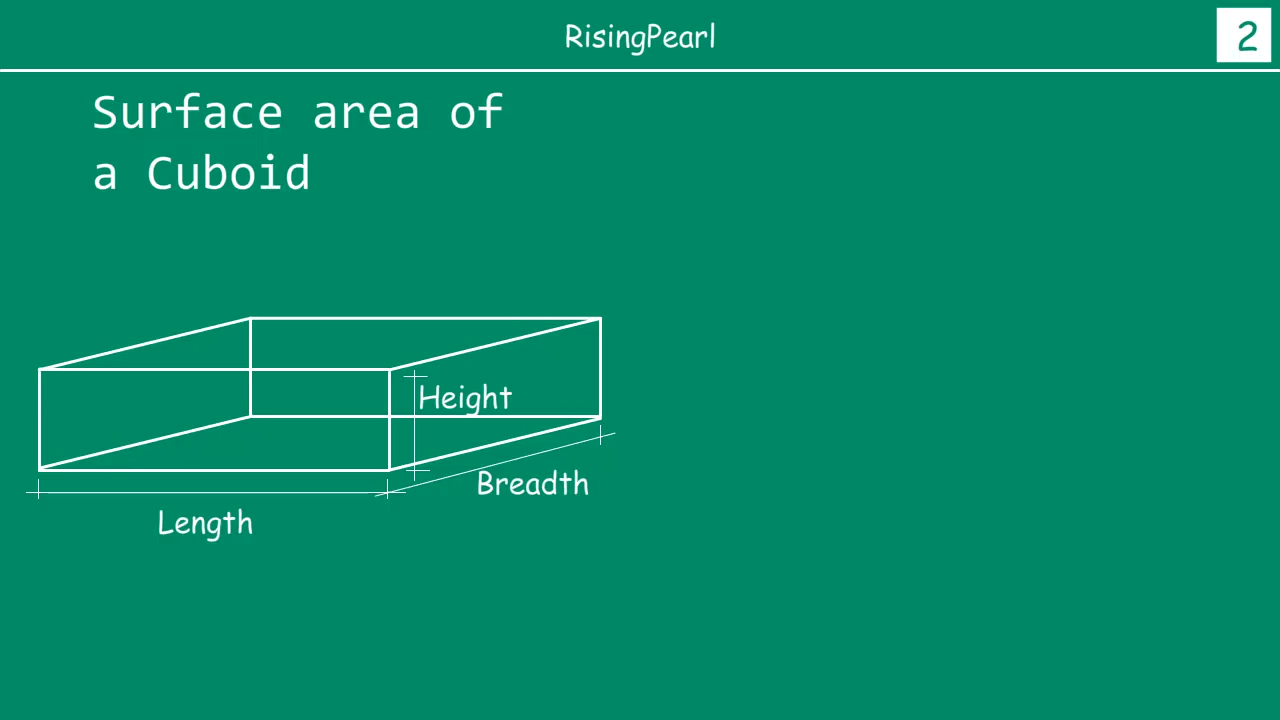 RisingPearl
2
Surface area of
a Cuboid
Height
Breadth
Length